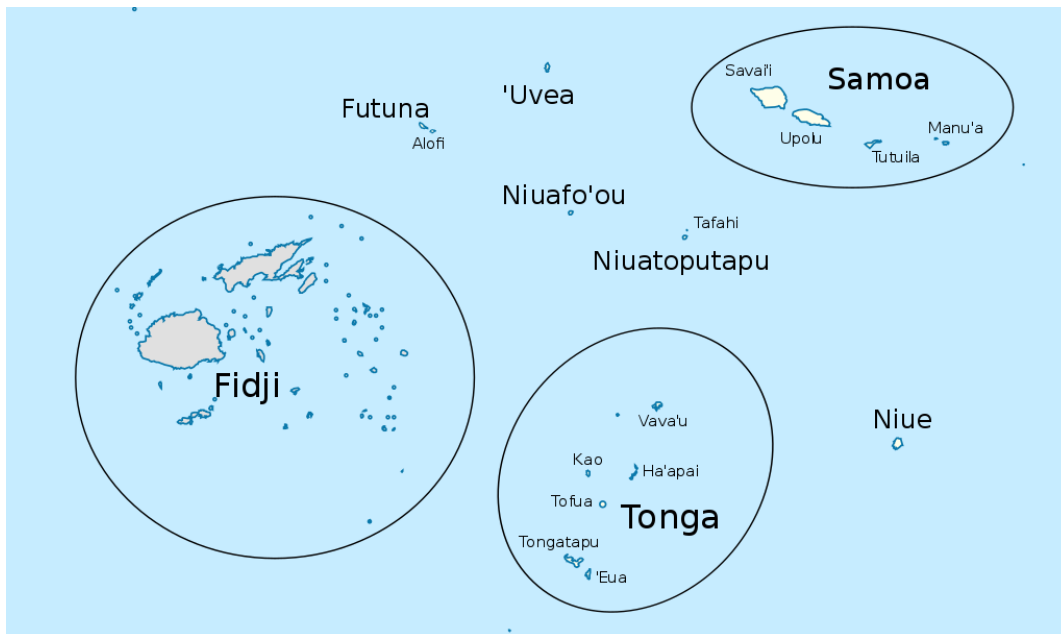 Savai'i
Samoa
'Uvea
Futuna
Alofi
Upolu
Manu'a
Tutuila
Niuafo'ou
Tafahi
Niuatoputapu
Fidji
Vava'u
Niue
Kao
Ha'apai
Tofua
Tonga
Tongatapu
'Eua